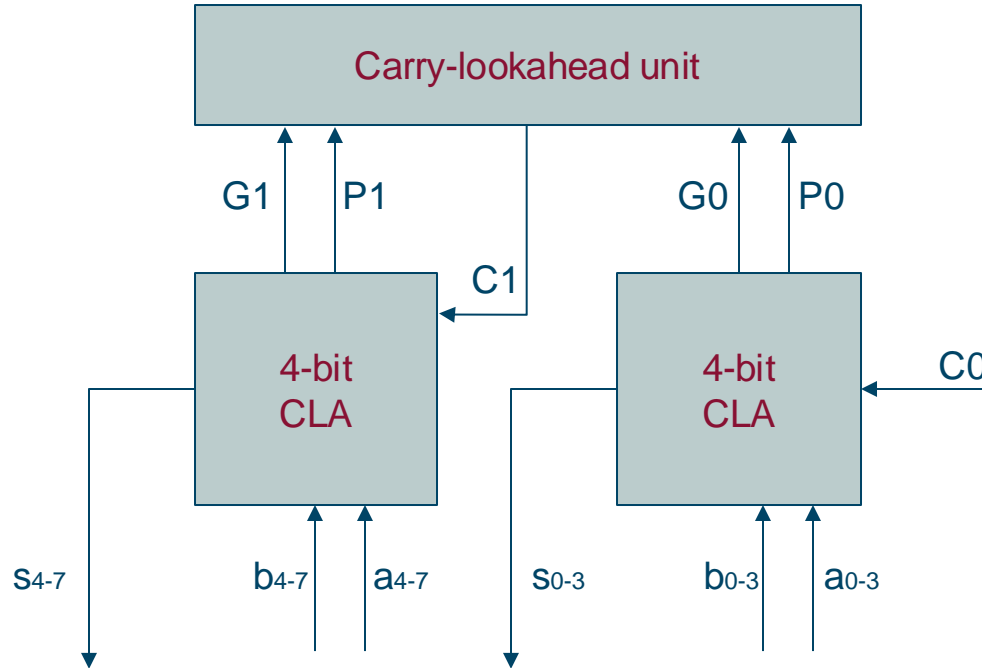 Carry-lookahead unit
G1 P1 G0 P0
C1
4-bit
CLA
4-bit
CLA
C0
s4-7 b4-7 a4-7 s0-3 b0-3 a0-3